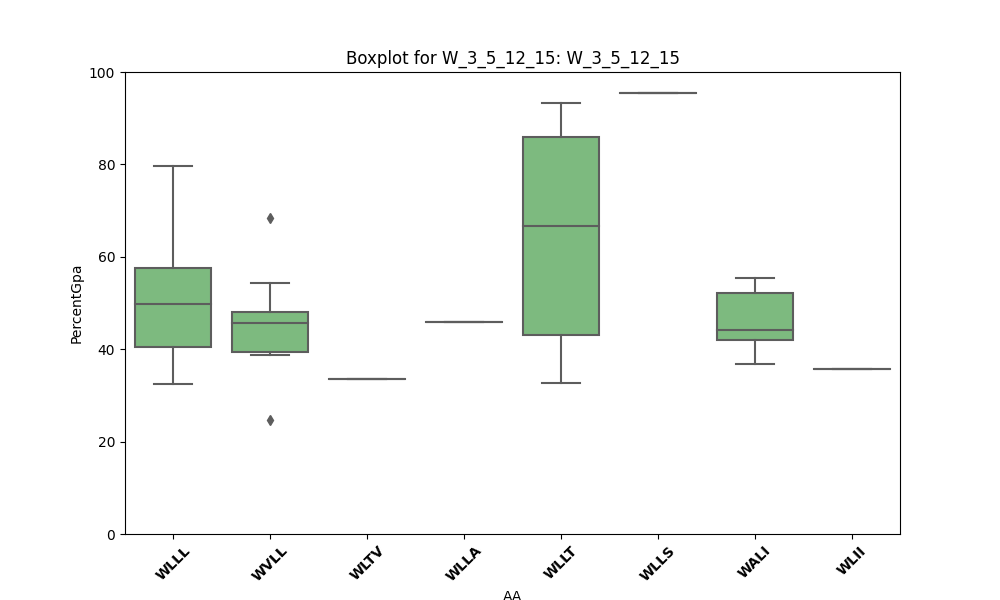 Boxplot for W_3_5_12_15: W_3_5_12_15
100
80
60
40
20
0
PercentGpa
WLLL
WVLL
WLTV
WLLA
WLLT
WLLS
WALI
WLII
AA